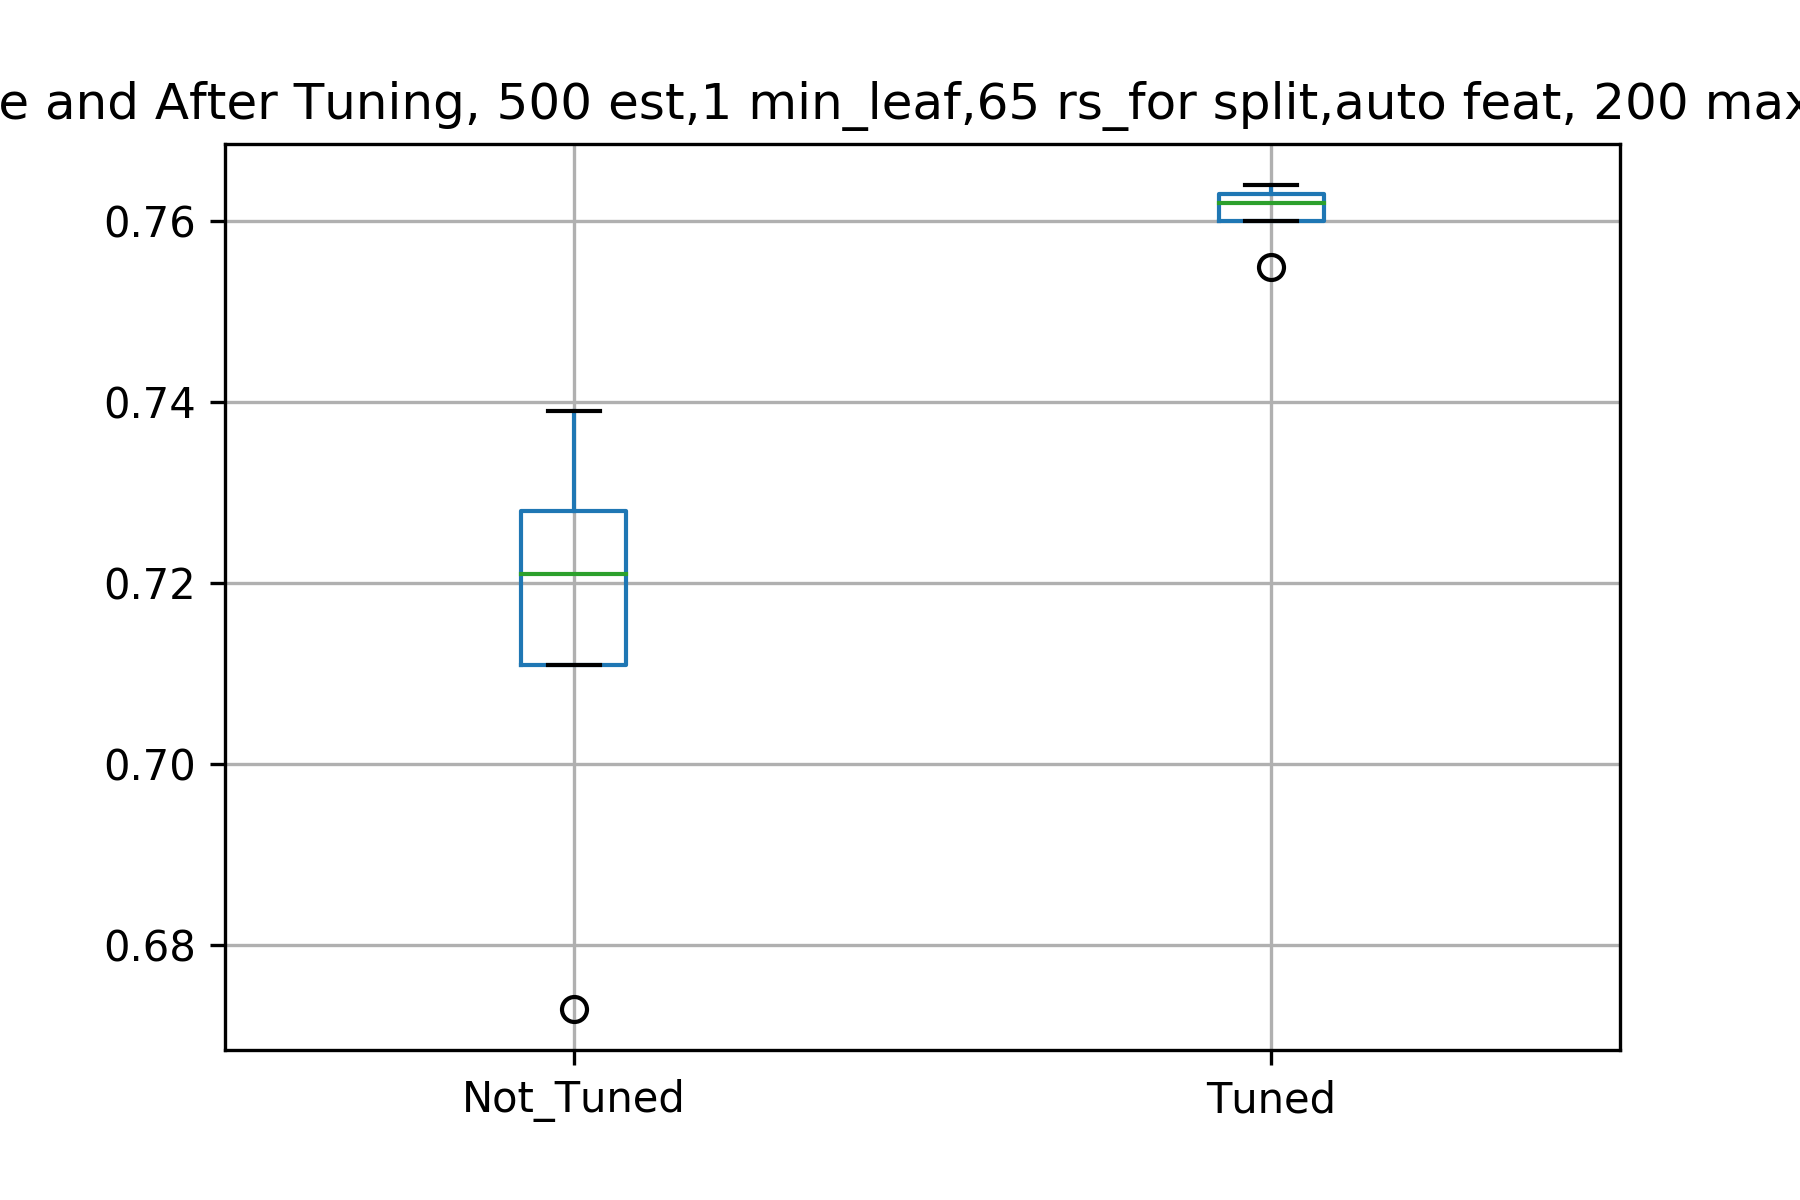 e and After Tuning, 500 est,1 min_leaf,65 rs_for split,auto feat, 200 max
0.76
0.74
0.72
0.70
0.68
Not_Tuned
Tuned